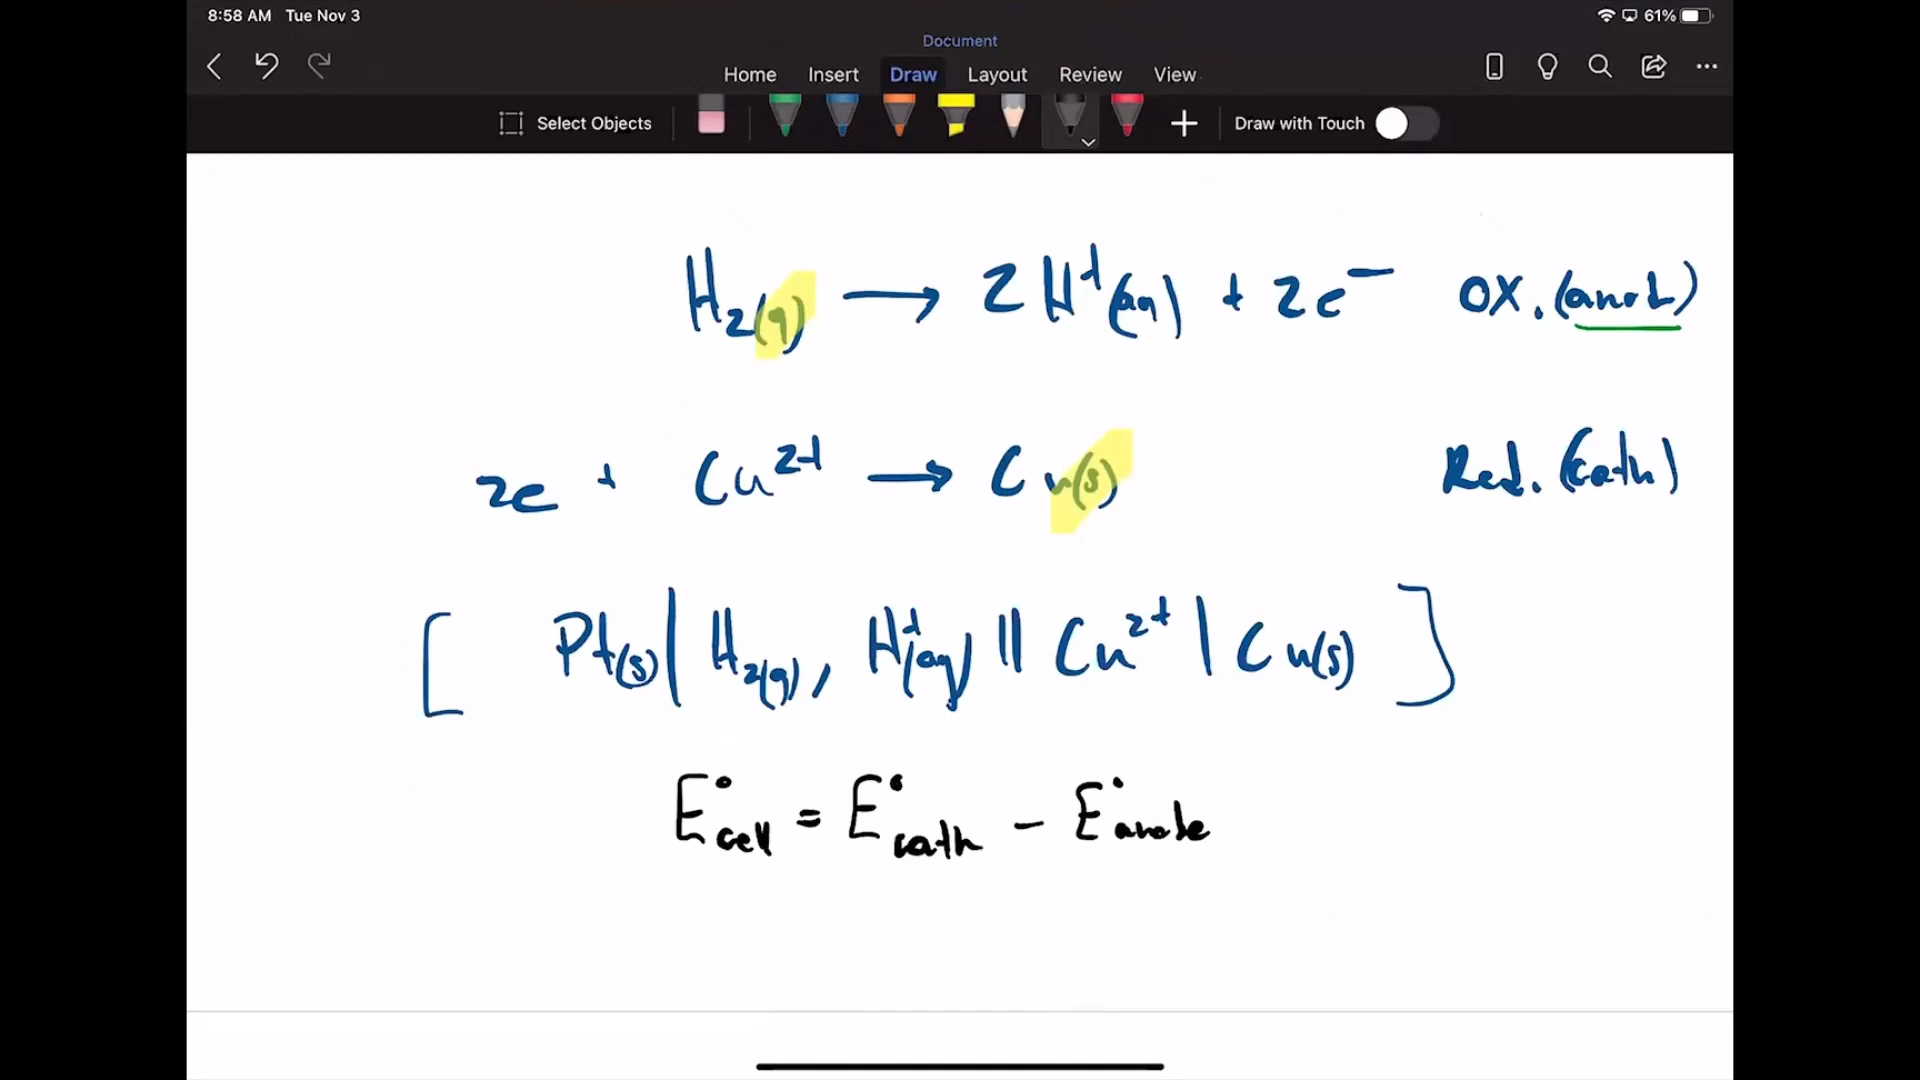 8:58 AM Tue Nov 3 61%
Document
Home Insert Draw Layout Review View
Select Objects Draw with Touch
H₂(g) → 2H⁺(aq) + 2e⁻ OX. (anode)
2e + Cu²⁺ → Cu(s) Red. (cath)
[ Pt(s) | H₂(g), H⁺(aq) || Cu²⁺ | Cu(s) ]
E°cell = E°cath - E°anode